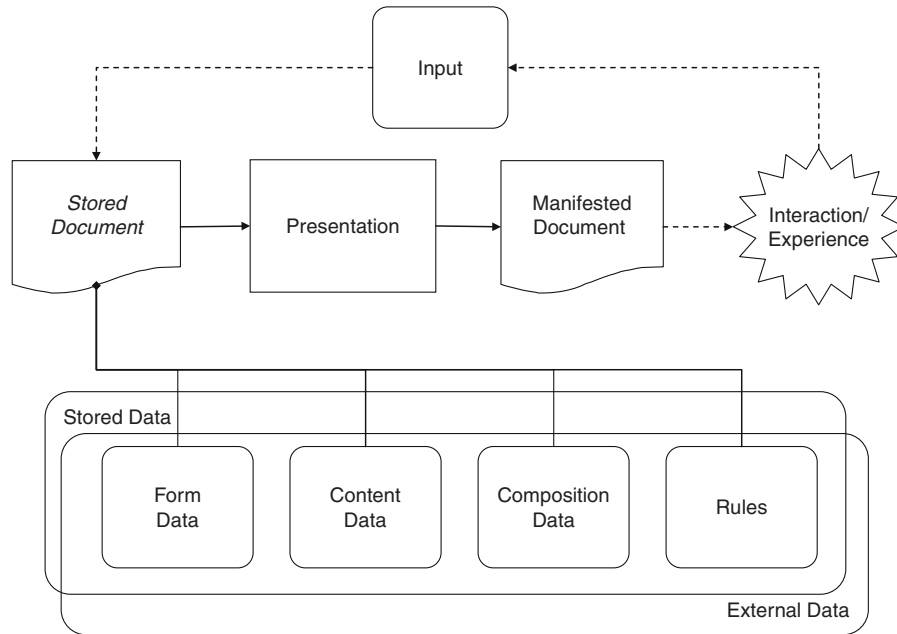 Input
Stored
Document
Presentation
Manifested
Document
Interaction/
Experience
Stored Data
Form
Data
Content
Data
Composition
Data
Rules
External Data